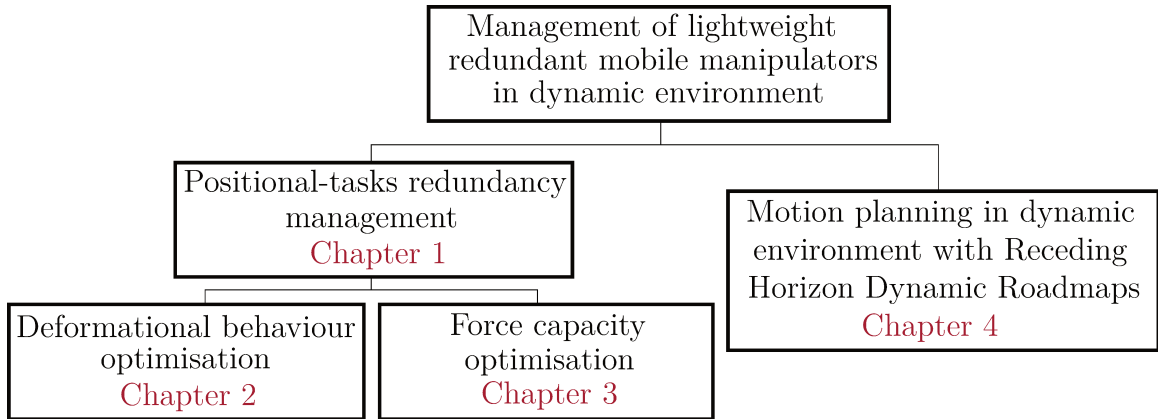 Management of lightweight
redundant mobile manipulators
in dynamic environment
Positional-tasks redundancy
management
Chapter 1
Motion planning in dynamic
environment with Receding
Horizon Dynamic Roadmaps
Chapter 4
Deformational behaviour
optimisation
Chapter 2
Force capacity
optimisation
Chapter 3